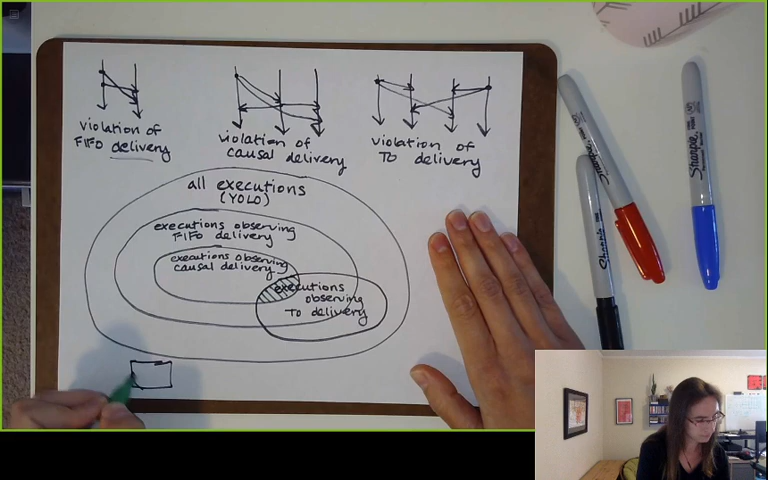 violation of
FIFO delivery
violation of
causal delivery
violation of
TO delivery
all executions
(YOLO)
executions observing
FIFO delivery
executions observing
causal delivery
executions
observing
TO delivery
Sharpie
Sharpie
Sharpie